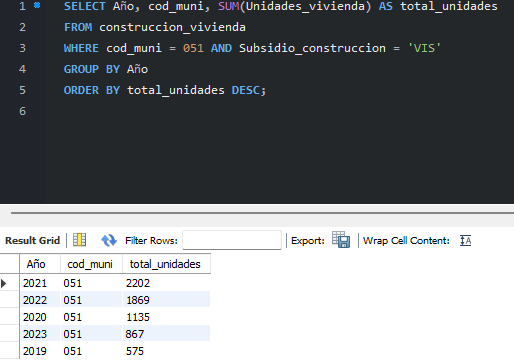 1 SELECT Año, cod_muni, SUM(Unidades_vivienda) AS total_unidades
2 FROM construccion_vivienda
3 WHERE cod_muni = 051 AND Subsidio_construccion = 'VIS'
4 GROUP BY Año
5 ORDER BY total_unidades DESC;
6
Result Grid Filter Rows: Export: Wrap Cell Content: IA
Año cod_muni total_unidades
2021 051 2202
2022 051 1869
2020 051 1135
2023 051 867
2019 051 575